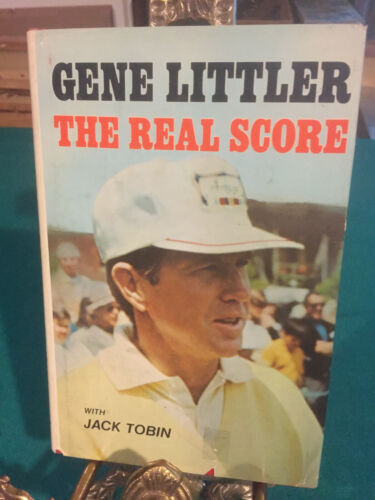 GENE LITTLER
THE REAL SCORE
WITH
JACK TOBIN